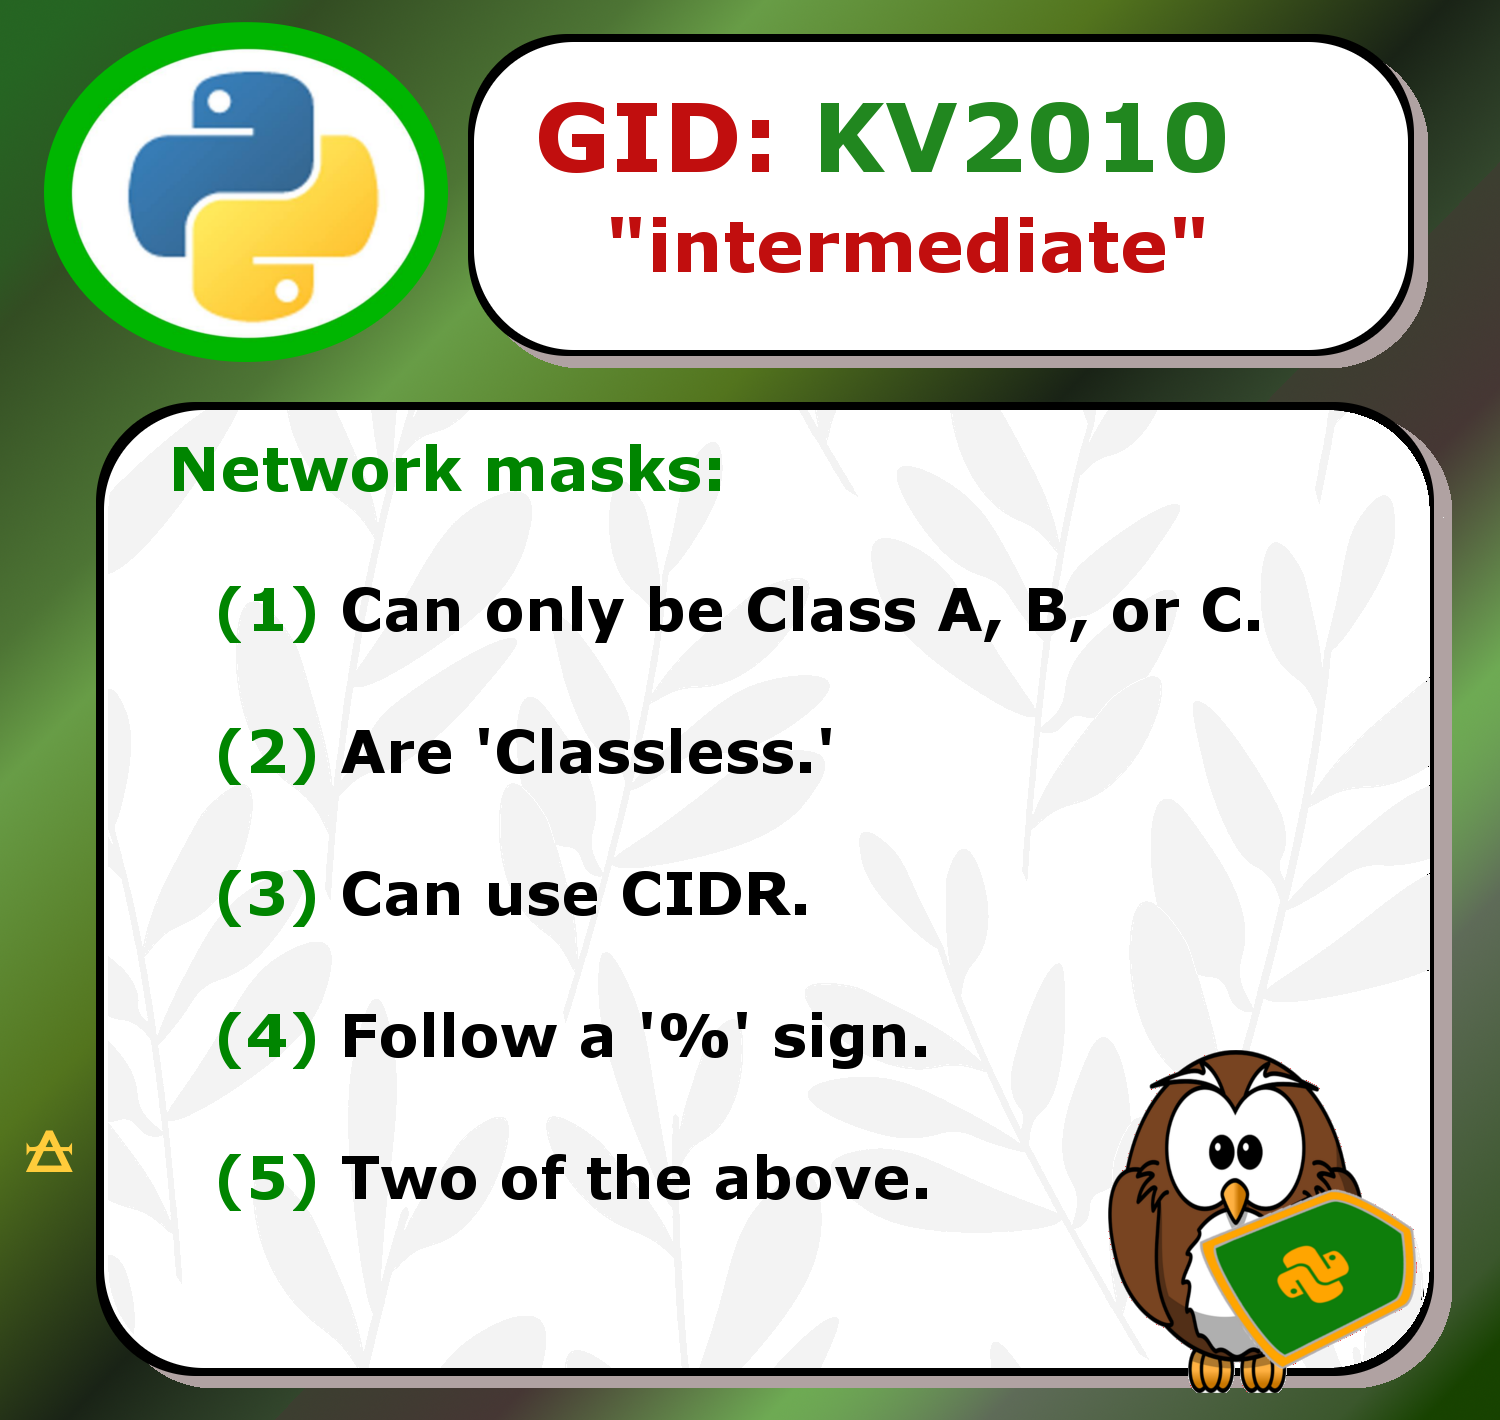 GID: KV2010
"intermediate"
Network masks:
(1) Can only be Class A, B, or C.
(2) Are 'Classless.'
(3) Can use CIDR.
(4) Follow a '%' sign.
(5) Two of the above.